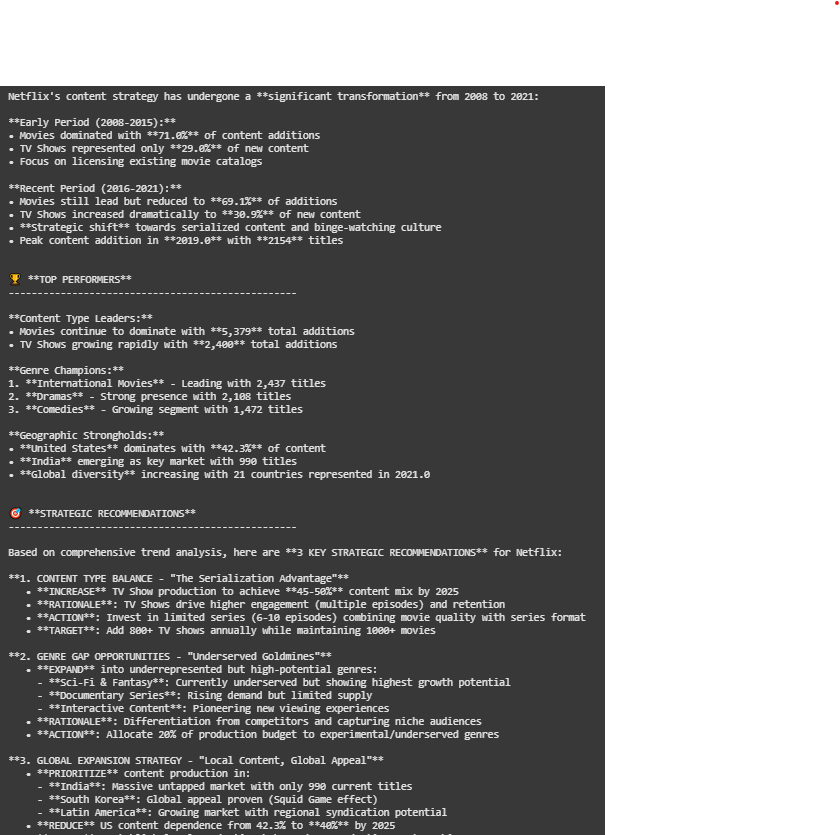 Netflix's content strategy has undergone a **significant transformation** from 2008 to 2021:
**Early Period (2008-2015):**
• Movies dominated with **71.0%** of content additions
• TV Shows represented only **29.0%** of new content
• Focus on licensing existing movie catalogs
**Recent Period (2016-2021):**
• Movies still lead but reduced to **69.1%** of additions
• TV Shows increased dramatically to **30.9%** of new content
• **Strategic shift** towards serialized content and binge-watching culture
• Peak content addition in **2019.0** with **2154** titles
🏆 **TOP PERFORMERS**
--------------------------------------------------
**Content Type Leaders:**
• Movies continue to dominate with **5,379** total additions
• TV Shows growing rapidly with **2,400** total additions
**Genre Champions:**
1. **International Movies** - Leading with 2,437 titles
2. **Dramas** - Strong presence with 2,108 titles
3. **Comedies** - Growing segment with 1,472 titles
**Geographic Strongholds:**
• **United States** dominates with **42.3%** of content
• **India** emerging as key market with 990 titles
• **Global diversity** increasing with 21 countries represented in 2021.0
🎯 **STRATEGIC RECOMMENDATIONS**
--------------------------------------------------
Based on comprehensive trend analysis, here are **3 KEY STRATEGIC RECOMMENDATIONS** for Netflix:
**1. CONTENT TYPE BALANCE - "The Serialization Advantage"**
• **INCREASE** TV Show production to achieve **45-50%** content mix by 2025
• **RATIONALE**: TV Shows drive higher engagement (multiple episodes) and retention
• **ACTION**: Invest in limited series (6-10 episodes) combining movie quality with series format
• **TARGET**: Add 800+ TV shows annually while maintaining 1000+ movies
**2. GENRE GAP OPPORTUNITIES - "Underserved Goldmines"**
• **EXPAND** into underrepresented but high-potential genres:
- **Sci-Fi & Fantasy**: Currently underserved but showing highest growth potential
- **Documentary Series**: Rising demand but limited supply
- **Interactive Content**: Pioneering new viewing experiences
• **RATIONALE**: Differentiation from competitors and capturing niche audiences
• **ACTION**: Allocate 20% of production budget to experimental/underserved genres
**3. GLOBAL EXPANSION STRATEGY - "Local Content, Global Appeal"**
• **PRIORITIZE** content production in:
- **India**: Massive untapped market with only 990 current titles
- **South Korea**: Global appeal proven (Squid Game effect)
- **Latin America**: Growing market with regional syndication potential
• **REDUCE** US content dependence from 42.3% to **40%** by 2025